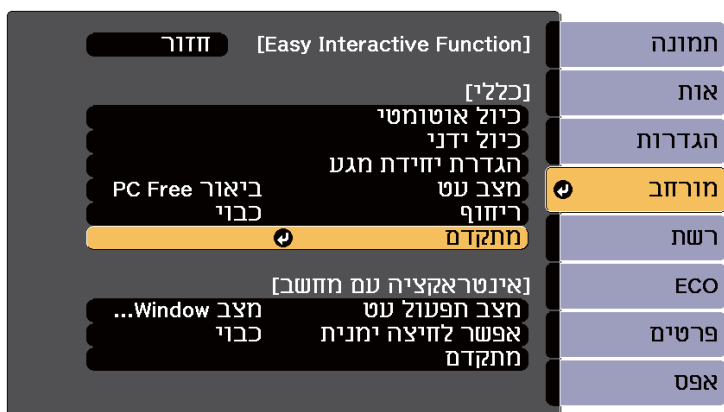 [Easy Interactive Function] חזור
[כללי]
כיול אוטומטי
כיול ידני
הגדרת יחידת מגע
מצב עט ביאור PC Free
ריחוף כבוי
מתקדם
[אינטראקציה עם מחשב]
מצב תפעול עט מצב Window...
אפשר לחיצה ימנית כבוי
מתקדם
תמונה
אות
הגדרות
מורחב
רשת
ECO
פרטים
אפס